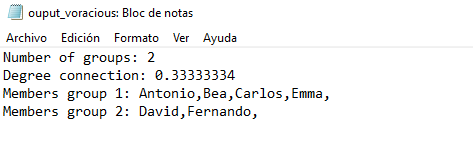 ouput_voracious: Bloc de notas
Archivo Edición Formato Ver Ayuda
Number of groups: 2
Degree connection: 0.33333334
Members group 1: Antonio,Bea,Carlos,Emma,
Members group 2: David,Fernando,